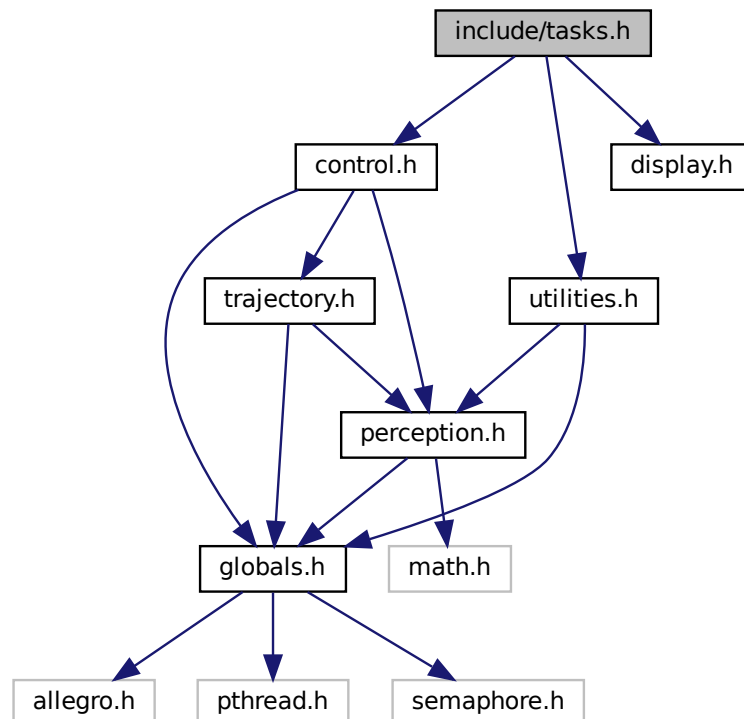 include/tasks.h
control.h
display.h
trajectory.h
utilities.h
perception.h
globals.h
math.h
allegro.h
pthread.h
semaphore.h